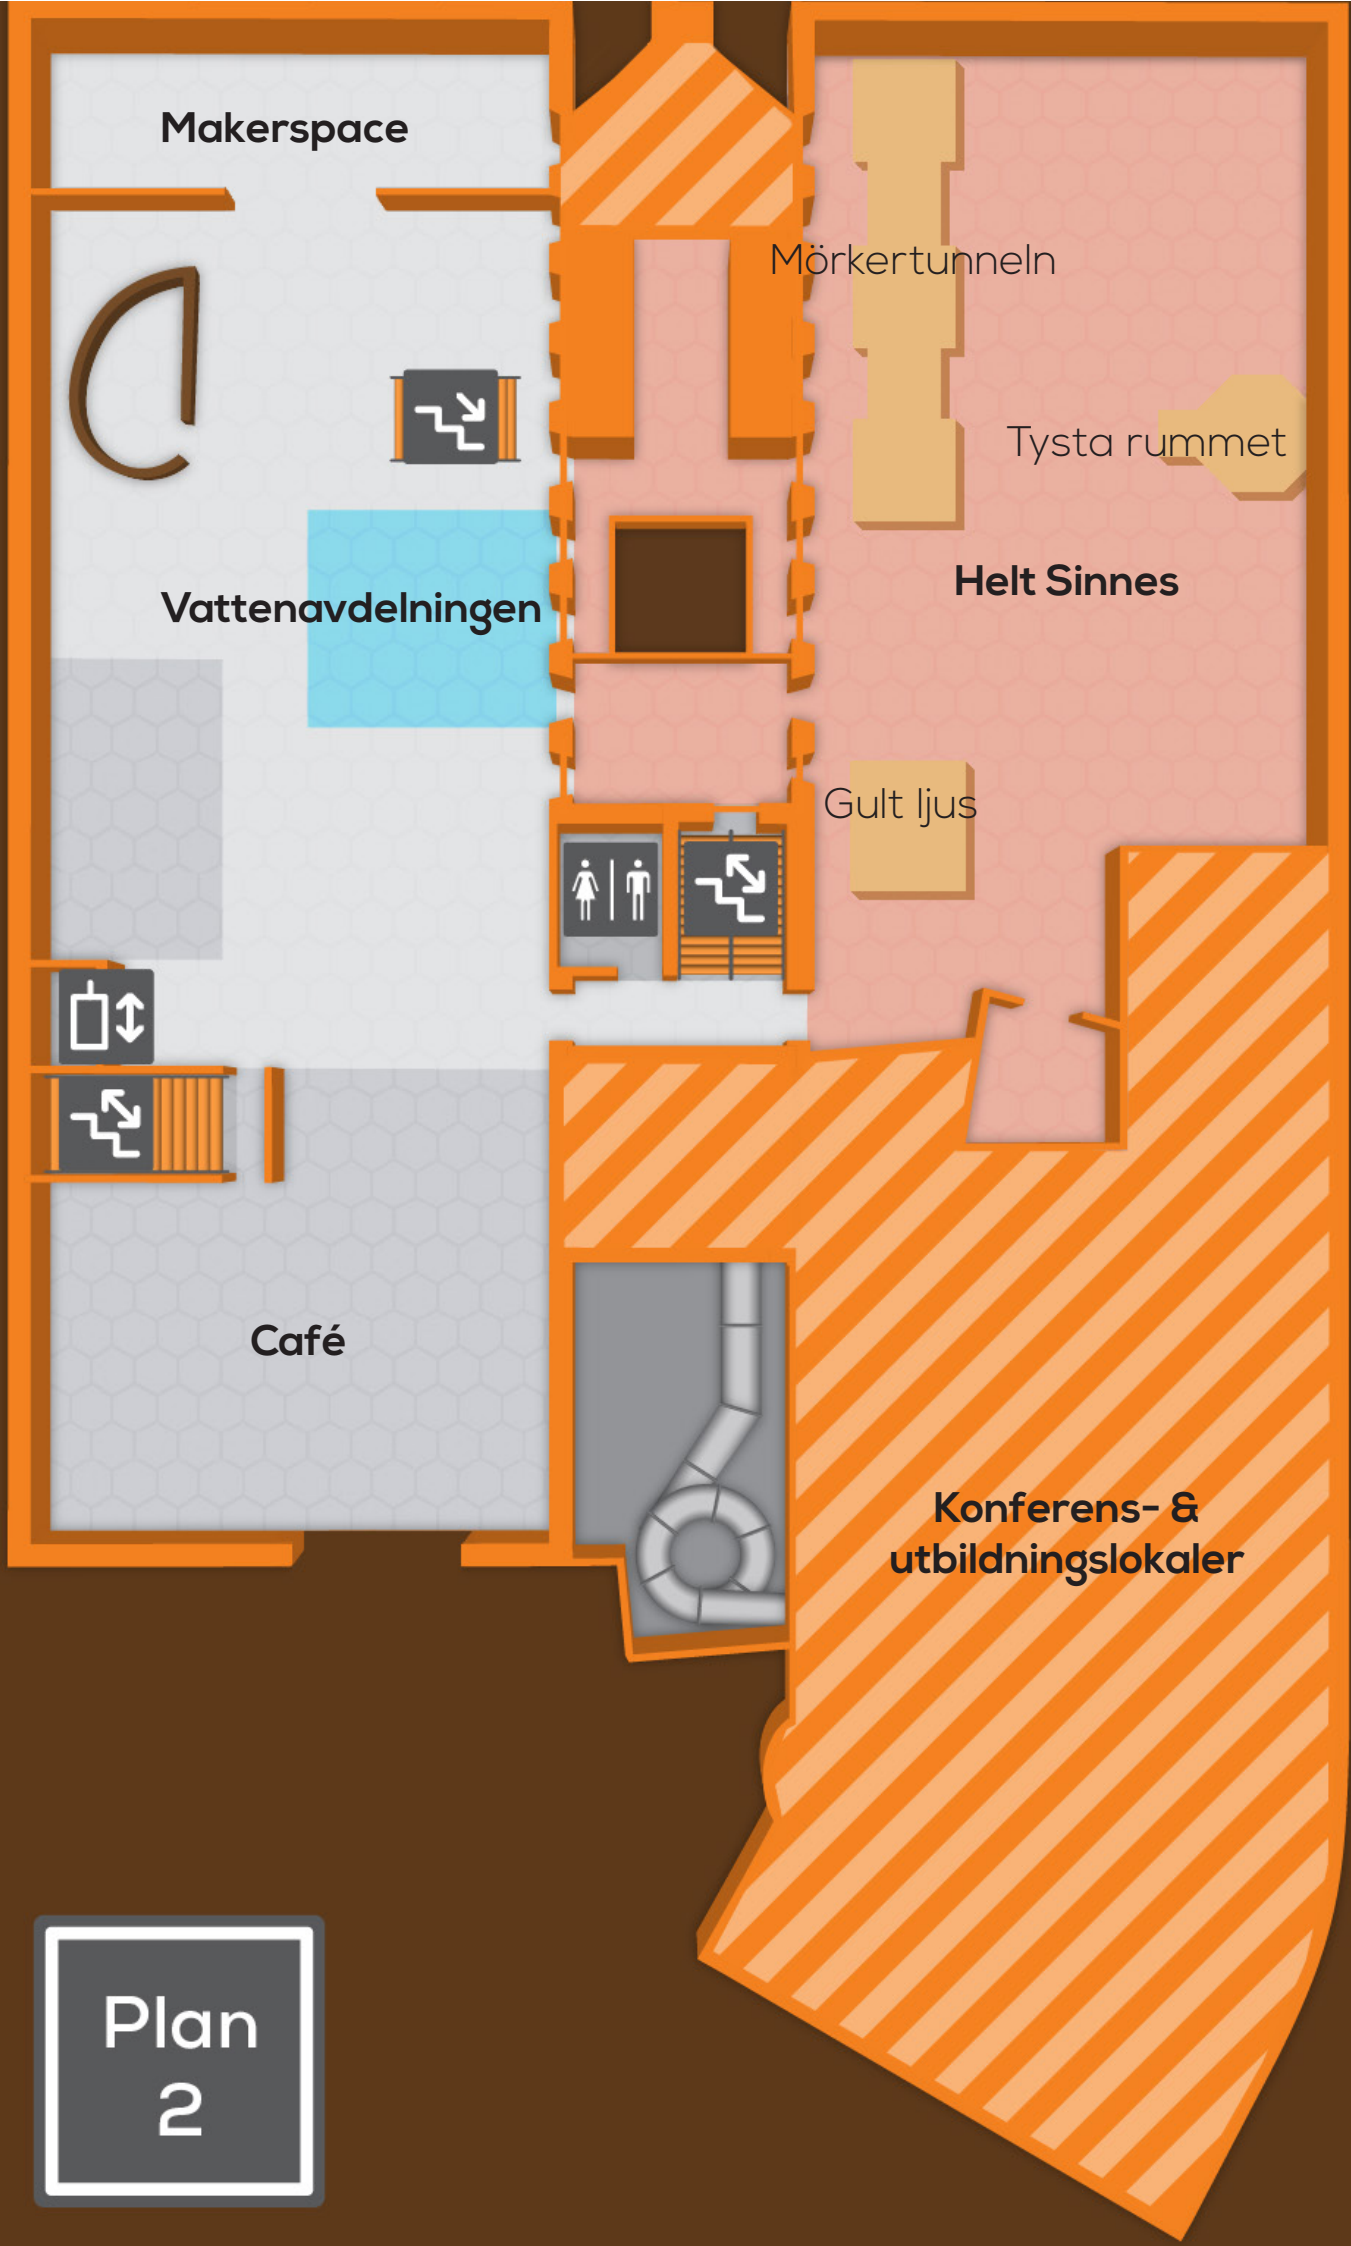 Makerspace
Mörkertunneln
Tysta rummet
Helt Sinnes
Vattenavdelningen
Gult ljus
Café
Konferens- &
utbildningslokaler
Plan
2